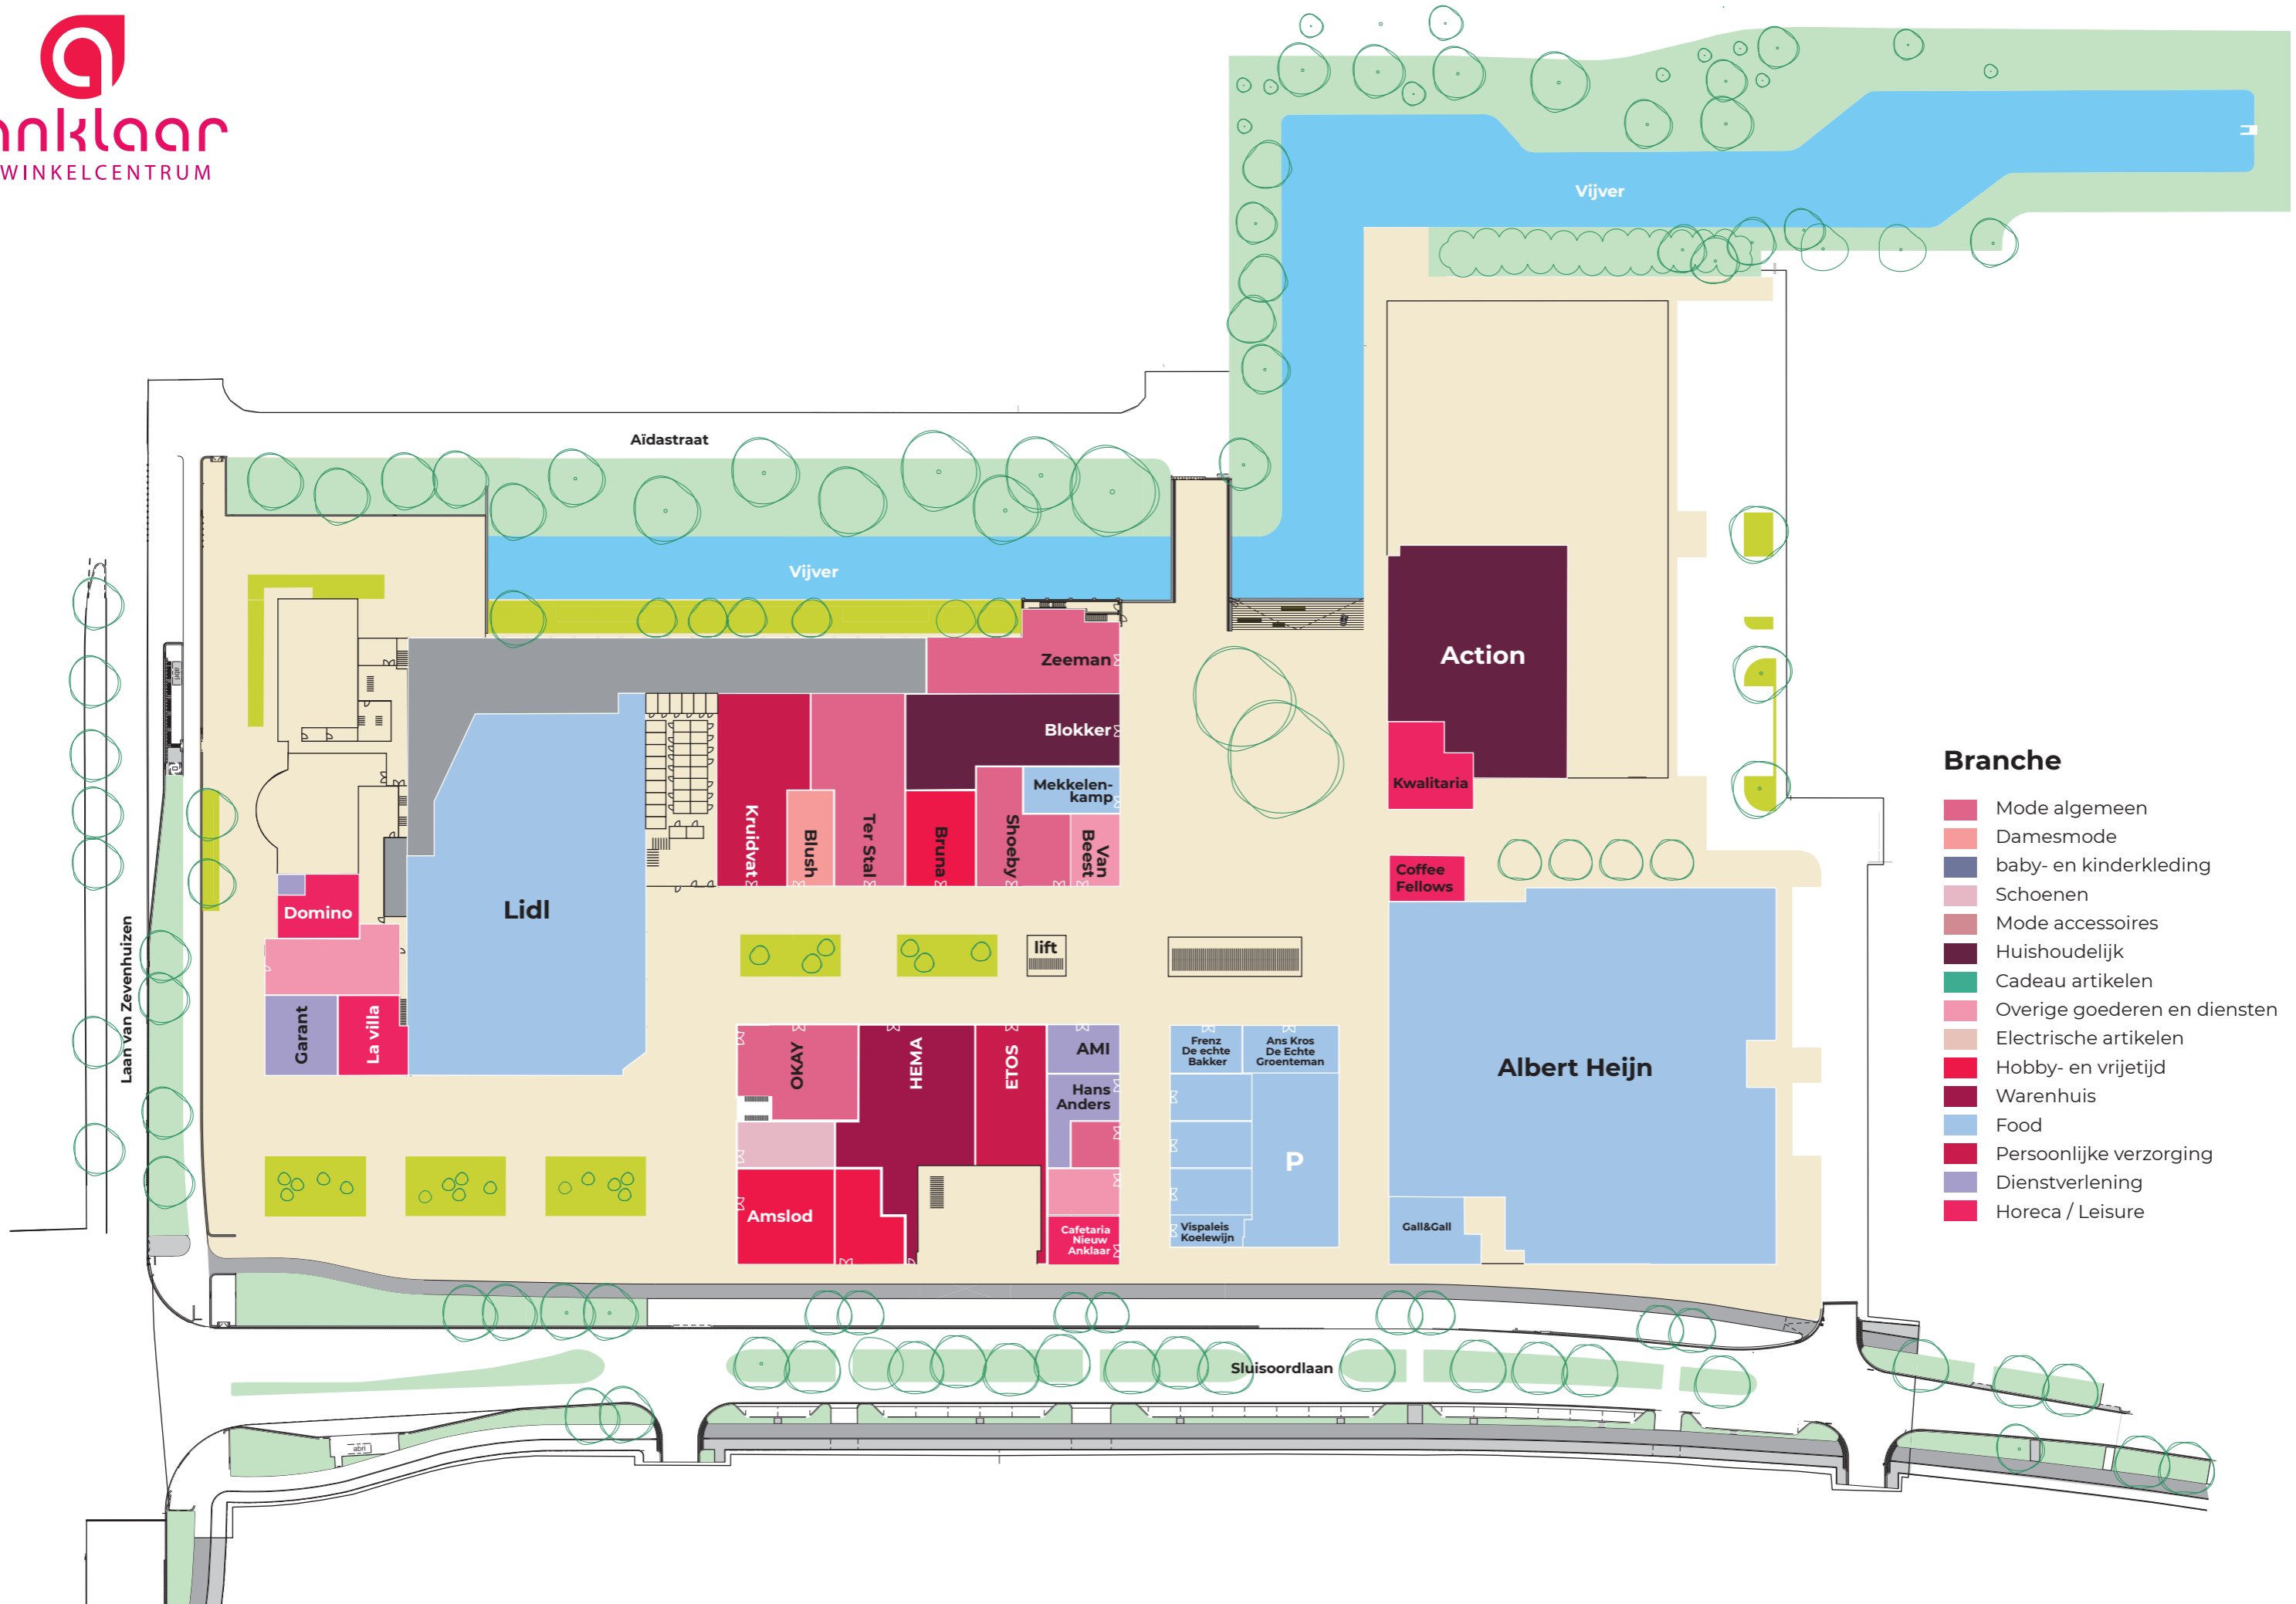 anklaar
WINKELCENTRUM
Vijver
Aïdastraat
Vijver
Zeeman
Action
Blokker
Mekkelen-
kamp
Kwalitaria
Kruidvat
Blush
Ter Stal
Bruna
Shoeby
Van
Beest
Coffee
Fellows
Lidl
Domino
lift
Laan van Zevenhuizen
Garant
La villa
OKAY
HEMA
ETOS
AMI
Hans
Anders
Frenz
De echte
Bakker
Ans Kros
De Echte
Groenteman
Albert Heijn
P
Amslod
Cafetaria
Nieuw
Anklaar
Vispaleis
Koelewijn
Gall&Gall
Sluisoordlaan
abri
abri
Branche
Mode algemeen
Damesmode
baby- en kinderkleding
Schoenen
Mode accessoires
Huishoudelijk
Cadeau artikelen
Overige goederen en diensten
Electrische artikelen
Hobby- en vrijetijd
Warenhuis
Food
Persoonlijke verzorging
Dienstverlening
Horeca / Leisure